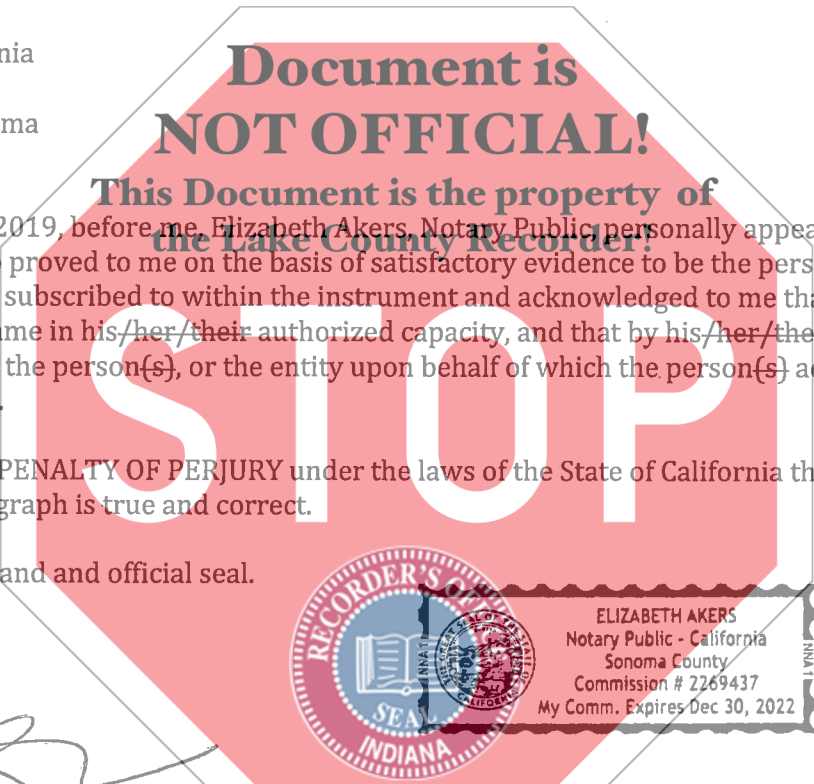 Document is
NOT OFFICIAL!
This Document is the property of
the Lake County Recorder!
STOP
nia
ma
2019, before me, Elizabeth Akers, Notary Public, personally appea
proved to me on the basis of satisfactory evidence to be the pers
subscribed to within the instrument and acknowledged to me tha
me in his/her/their authorized capacity, and that by his/her/the
the person(s), or the entity upon behalf of which the person(s) a
PENALTY OF PERJURY under the laws of the State of California th
graph is true and correct.
and and official seal.
RECORDER'S OFFICE
SEAL
INDIANA
ELIZABETH AKERS
Notary Public - California
Sonoma County
Commission # 2269437
My Comm. Expires Dec 30, 2022